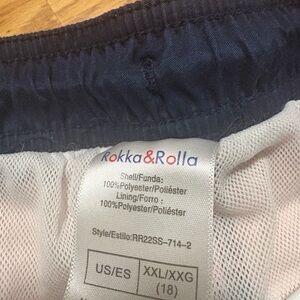 Rokka&Rolla
Shell/Funda:
100%Polyester/Poliéster
Lining/Forro:
100%Polyester/Poliéster
Style/Estilo:RR22SS-714-2
US/ES
XXL/XXG
(18)